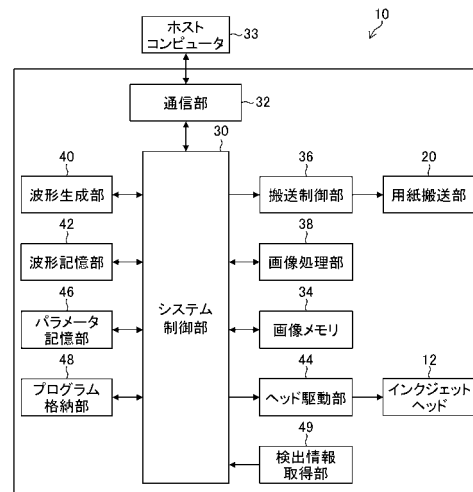 10
ホスト
コンピュータ
33
通信部
32
30
40
波形生成部
36
搬送制御部
20
用紙搬送部
42
波形記憶部
38
画像処理部
システム
制御部
46
パラメータ
記憶部
34
画像メモリ
48
プログラム
格納部
44
ヘッド駆動部
12
インクジェット
ヘッド
49
検出情報
取得部